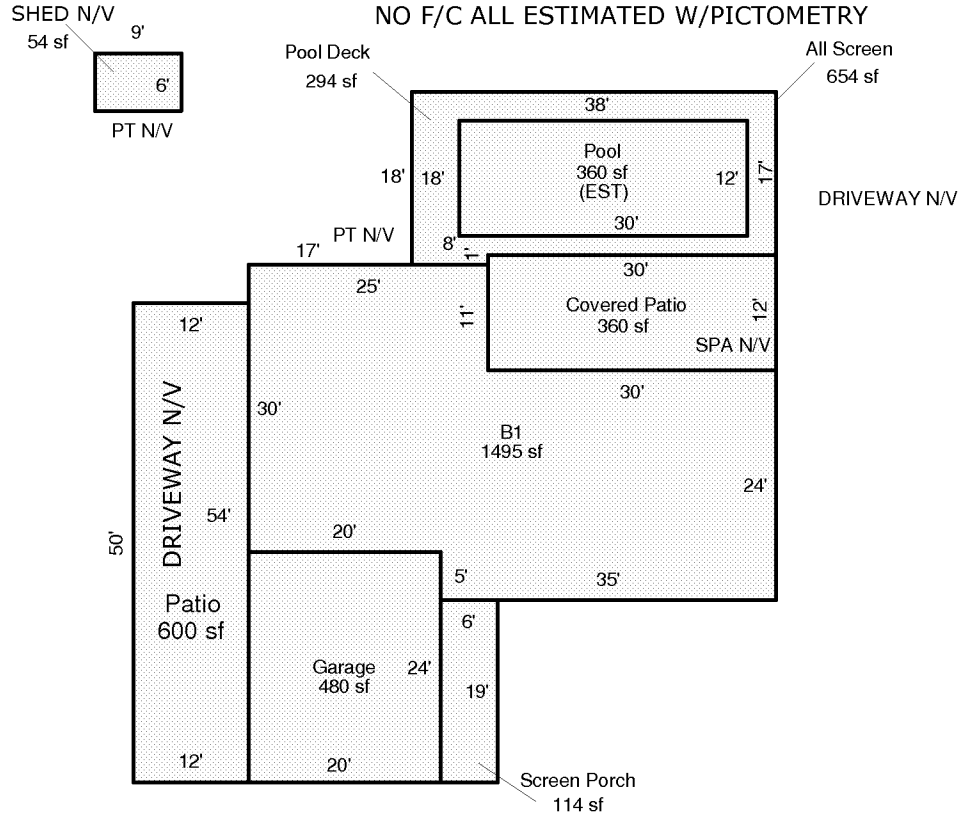 SHED N/V
54 sf
9'
6'
PT N/V
NO F/C ALL ESTIMATED W/PICTOMETRY
Pool Deck
294 sf
All Screen
654 sf
38'
Pool
360 sf
(EST)
12'
17'
18'
18'
30'
DRIVEWAY N/V
PT N/V
8'
1'
17'
25'
30'
11'
Covered Patio
360 sf
12'
SPA N/V
30'
12'
30'
B1
1495 sf
24'
DRIVEWAY N/V
54'
50'
20'
5'
35'
Patio
600 sf
6'
Garage
480 sf
24'
19'
12'
20'
Screen Porch
114 sf